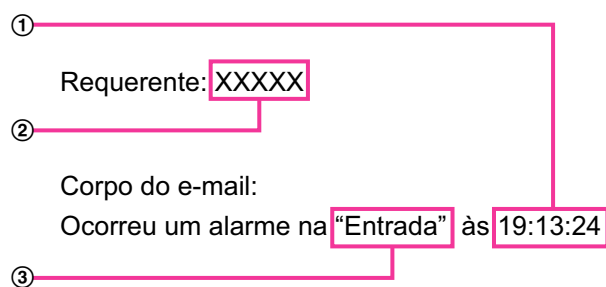 ①
Requerente: XXXXX
②
Corpo do e-mail:
Ocorreu um alarme na “Entrada” às 19:13:24
③